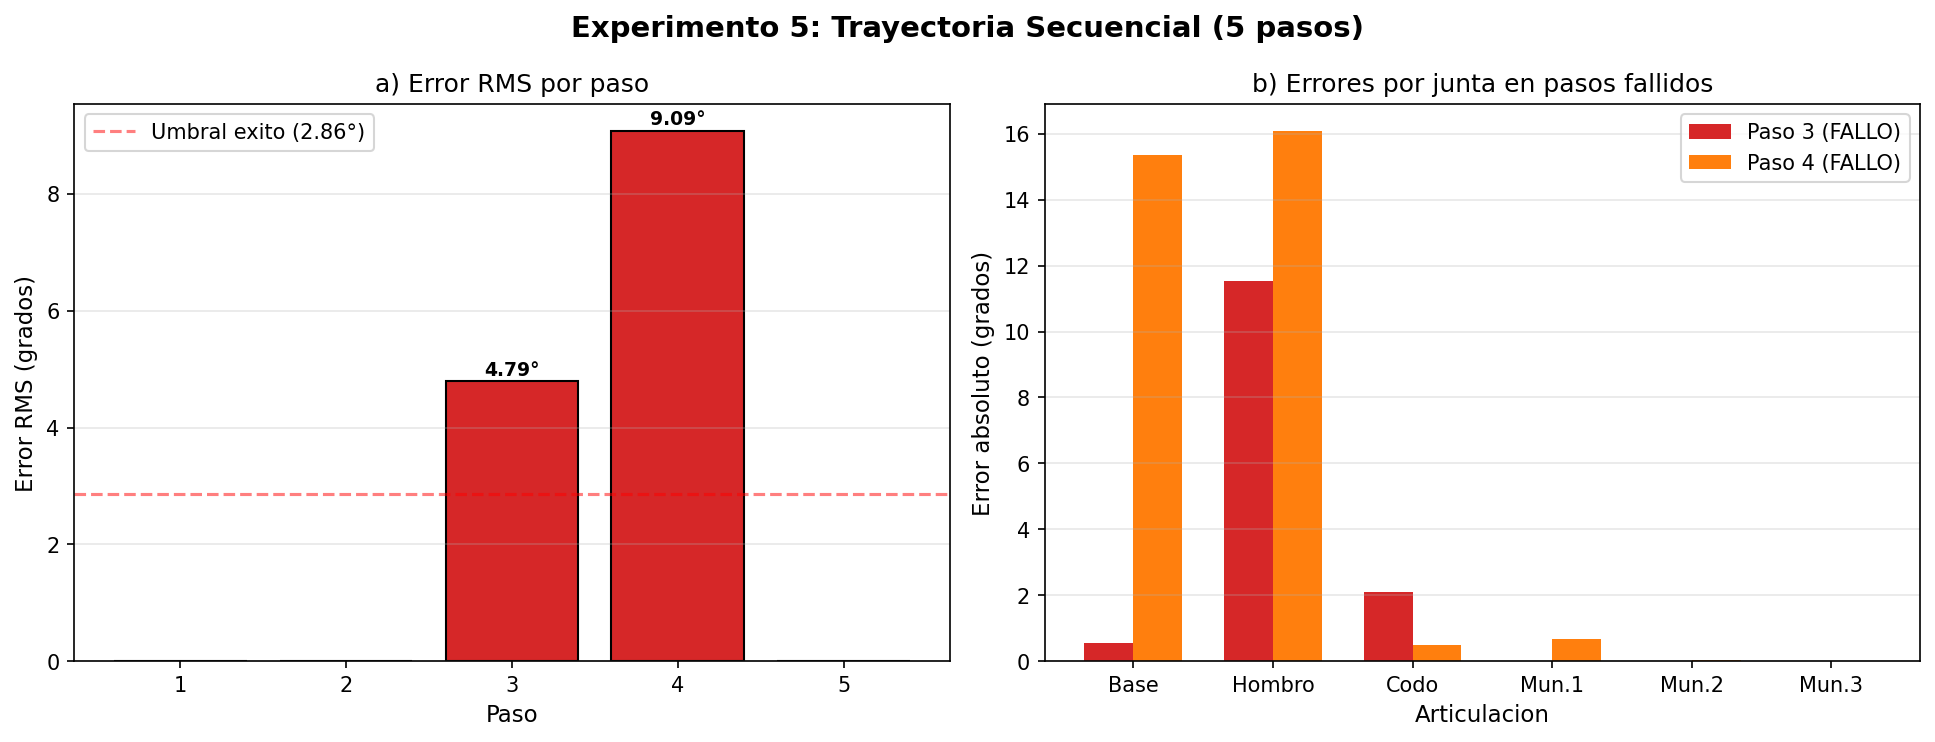 Experimento 5: Trayectoria Secuencial (5 pasos)
a) Error RMS por paso
Umbral exito (2.86°)
9.09°
4.79°
8
6
4
2
0
Error RMS (grados)
1 2 3 4 5
Paso
b) Errores por junta en pasos fallidos
Paso 3 (FALLO)
Paso 4 (FALLO)
16
14
12
10
8
6
4
2
0
Error absoluto (grados)
Base Hombro Codo Mun.1 Mun.2 Mun.3
Articulacion